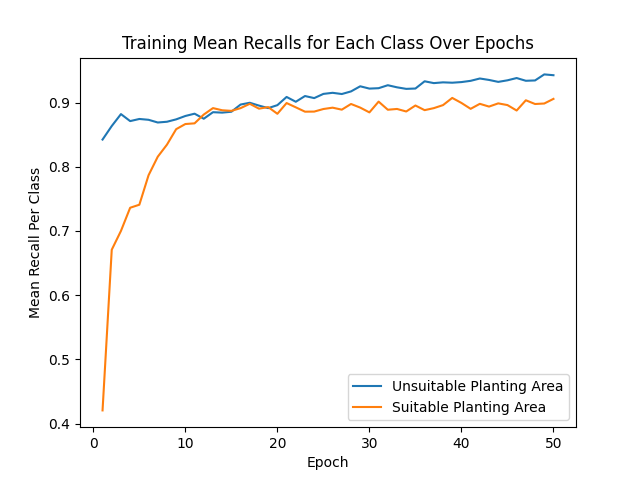 Training Mean Recalls for Each Class Over Epochs
Mean Recall Per Class
0.9
0.8
0.7
0.6
0.5
0.4
0
10
20
30
40
50
Epoch
Unsuitable Planting Area
Suitable Planting Area